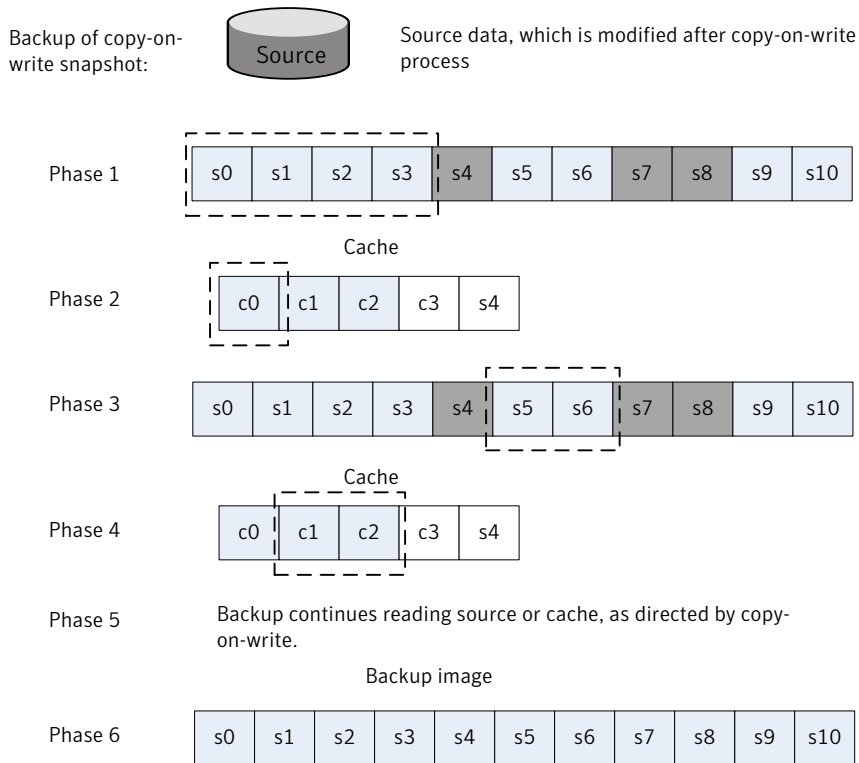 Backup of copy-on-
write snapshot:
Source
Source data, which is modified after copy-on-write
process
Phase 1
s0 s1 s2 s3 s4 s5 s6 s7 s8 s9 s10
Cache
Phase 2
c0 c1 c2 c3 s4
Phase 3
s0 s1 s2 s3 s4 s5 s6 s7 s8 s9 s10
Cache
Phase 4
c0 c1 c2 c3 s4
Phase 5
Backup continues reading source or cache, as directed by copy-
on-write.
Backup image
Phase 6
s0 s1 s2 s3 s4 s5 s6 s7 s8 s9 s10